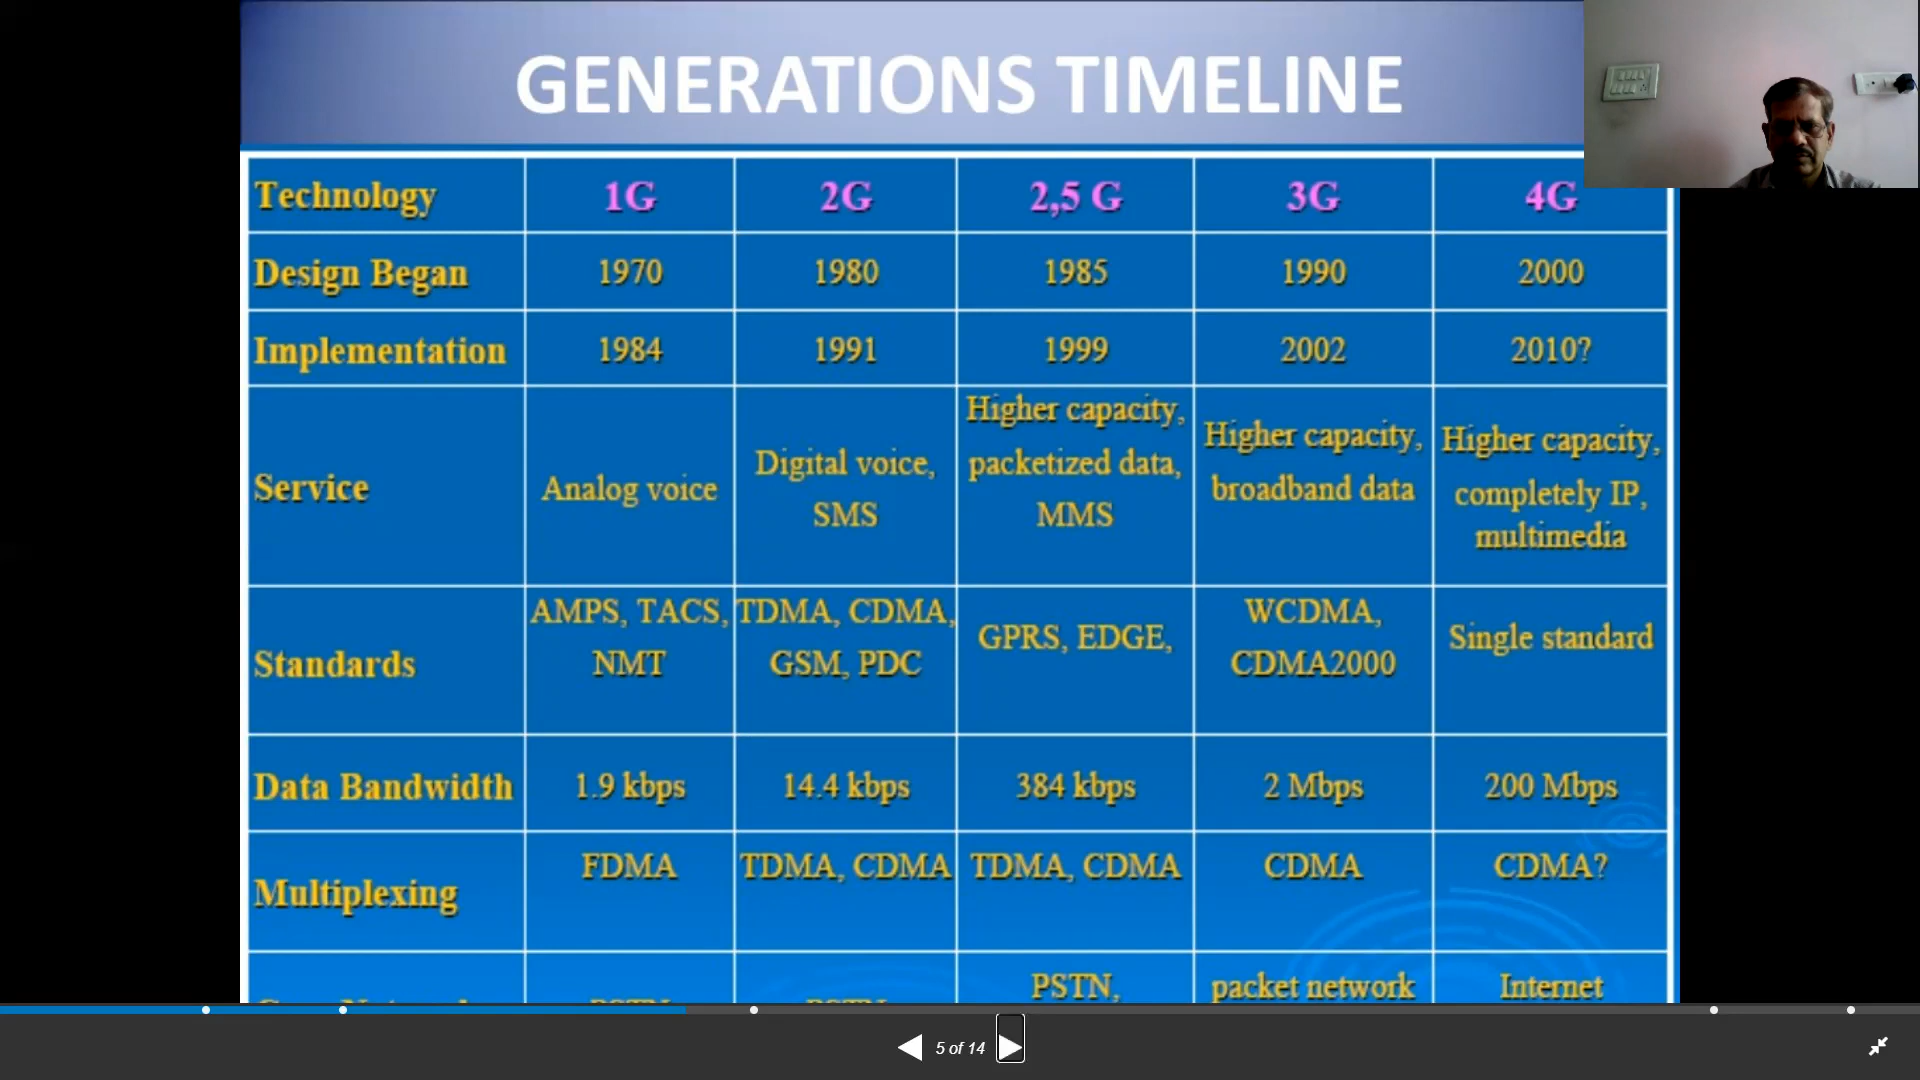 GENERATIONS TIMELINE
Technology 1G 2G 2,5 G 3G 4G
Design Began 1970 1980 1985 1990 2000
Implementation 1984 1991 1999 2002 2010?
Service Analog voice Digital voice, SMS Higher capacity, packetized data, MMS Higher capacity, broadband data Higher capacity, completely IP, multimedia
Standards AMPS, TACS, NMT TDMA, CDMA, GSM, PDC GPRS, EDGE, WCDMA, CDMA2000 Single standard
Data Bandwidth 1.9 kbps 14.4 kbps 384 kbps 2 Mbps 200 Mbps
Multiplexing FDMA TDMA, CDMA TDMA, CDMA CDMA CDMA?
PSTN, packet network Internet
5 of 14